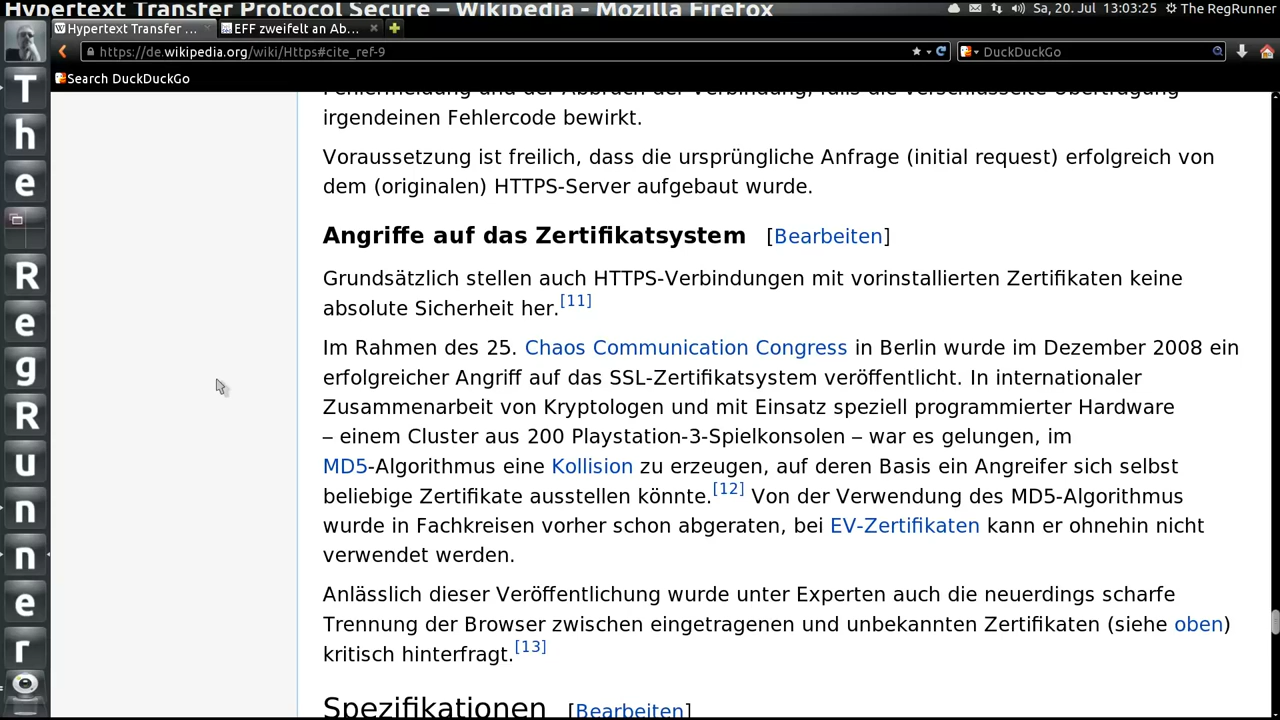 Hypertext Transfer Protocol Secure – Wikipedia - Mozilla Firefox
Sa, 20. Jul 13:03:25 The RegRunner
Hypertext Transfer ...
EFF zweifelt an Ab...
https://de.wikipedia.org/wiki/Https#cite_ref-9
DuckDuckGo
Search DuckDuckGo
T
h
e
R
e
g
R
u
n
n
e
r
Fehlermeldung und der Abbruch der Verbindung, falls die verschlüsselte Übertragung
irgendeinen Fehlercode bewirkt.
Voraussetzung ist freilich, dass die ursprüngliche Anfrage (initial request) erfolgreich von
dem (originalen) HTTPS-Server aufgebaut wurde.
Angriffe auf das Zertifikatsystem [Bearbeiten]
Grundsätzlich stellen auch HTTPS-Verbindungen mit vorinstallierten Zertifikaten keine
absolute Sicherheit her.[11]
Im Rahmen des 25. Chaos Communication Congress in Berlin wurde im Dezember 2008 ein
erfolgreicher Angriff auf das SSL-Zertifikatsystem veröffentlicht. In internationaler
Zusammenarbeit von Kryptologen und mit Einsatz speziell programmierter Hardware
– einem Cluster aus 200 Playstation-3-Spielkonsolen – war es gelungen, im
MD5-Algorithmus eine Kollision zu erzeugen, auf deren Basis ein Angreifer sich selbst
beliebige Zertifikate ausstellen könnte.[12] Von der Verwendung des MD5-Algorithmus
wurde in Fachkreisen vorher schon abgeraten, bei EV-Zertifikaten kann er ohnehin nicht
verwendet werden.
Anlässlich dieser Veröffentlichung wurde unter Experten auch die neuerdings scharfe
Trennung der Browser zwischen eingetragenen und unbekannten Zertifikaten (siehe oben)
kritisch hinterfragt.[13]
Spezifikationen [Bearbeiten]